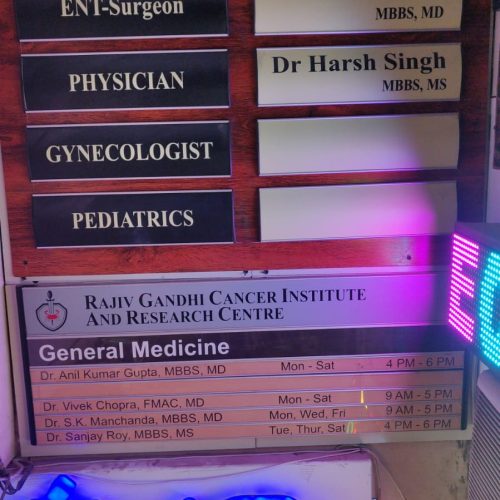 ENT-Surgeon
MBBS, MD
PHYSICIAN
Dr Harsh Singh
MBBS, MS
GYNECOLOGIST
PEDIATRICS
RAJIV GANDHI CANCER INSTITUTE
AND RESEARCH CENTRE
General Medicine
Dr. Anil Kumar Gupta, MBBS, MD Mon - Sat 4 PM - 6 PM
Dr. Vivek Chopra, FMAC, MD Mon - Sat 9 AM - 5 PM
Dr. S.K. Manchanda, MBBS, MD Mon, Wed, Fri 9 AM - 5 PM
Dr. Sanjay Roy, MBBS, MS Tue, Thur, Sat 4 PM - 6 PM